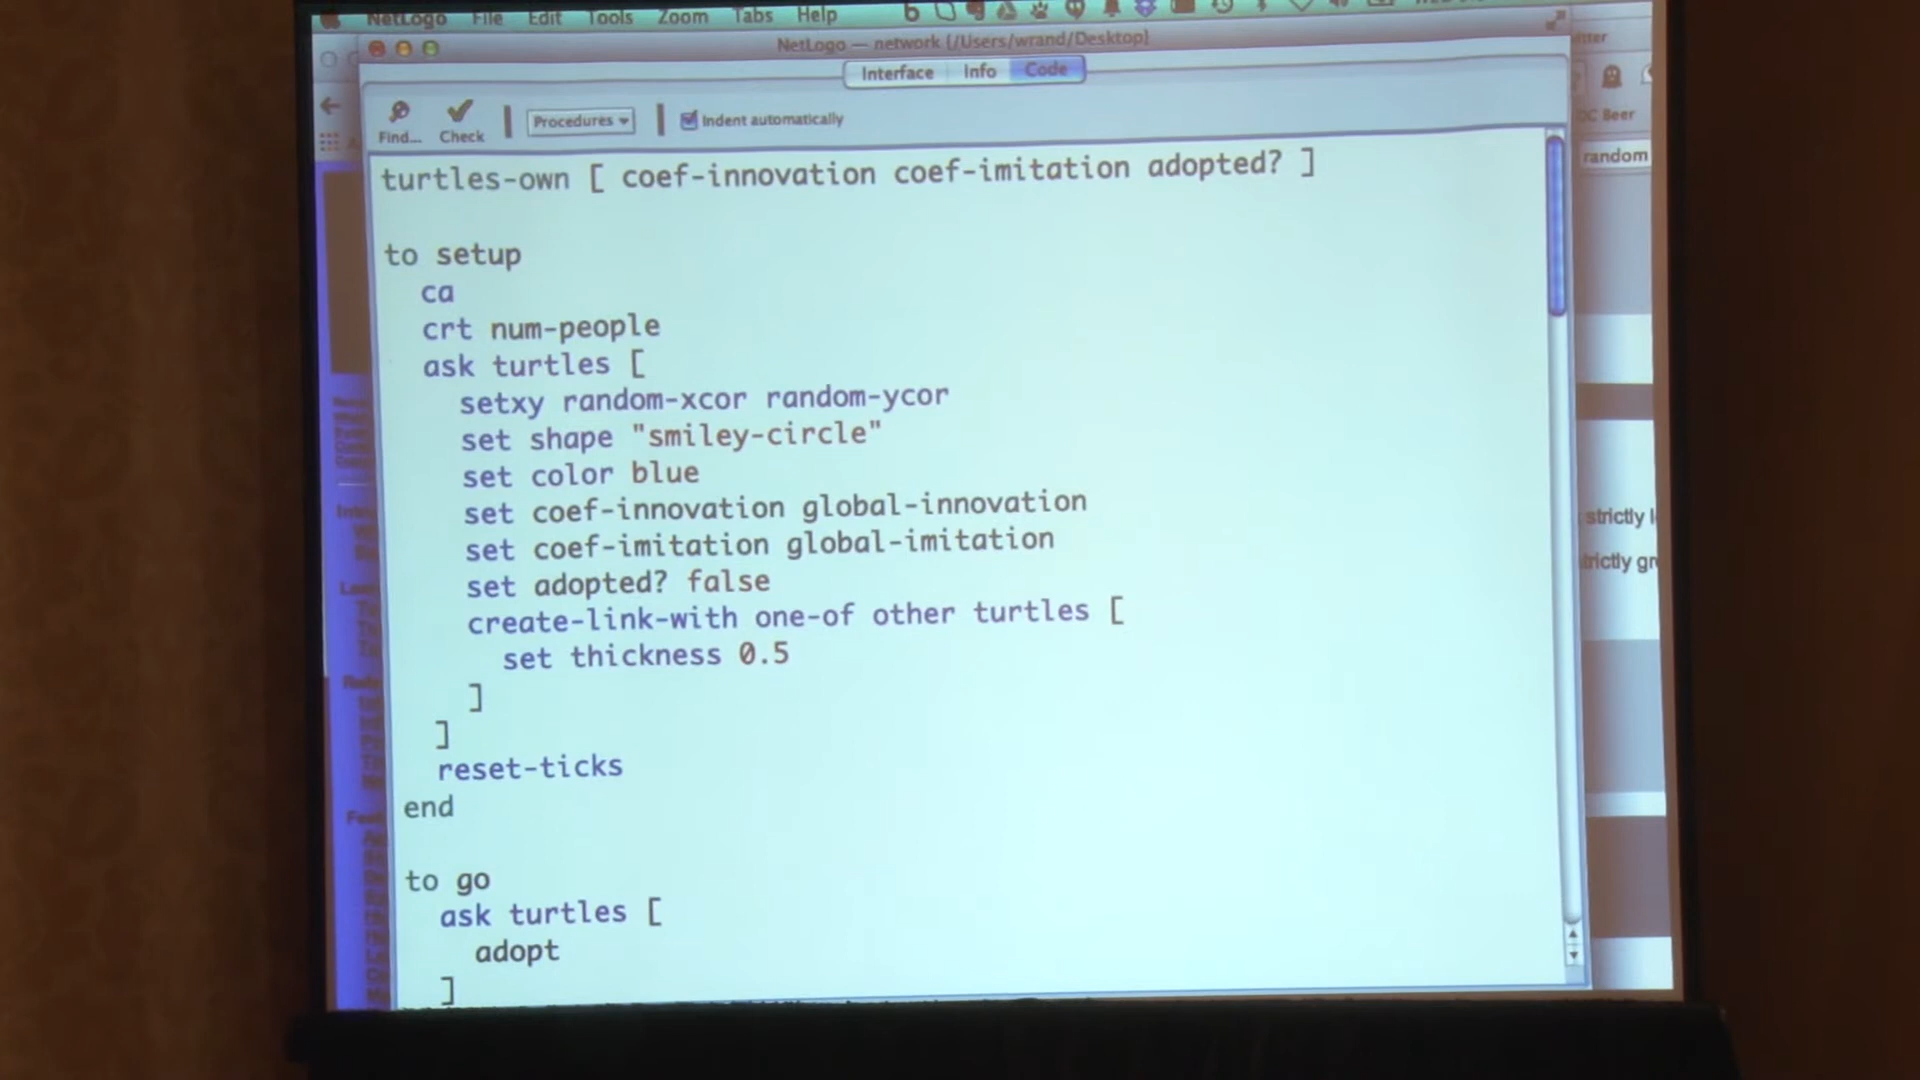 NetLogo File Edit Tools Zoom Tabs Help
NetLogo — network [/Users/wrand/Desktop]
Interface Info Code
Find... Check Procedures Indent automatically
turtles-own [ coef-innovation coef-imitation adopted? ]
to setup
ca
crt num-people
ask turtles [
setxy random-xcor random-ycor
set shape "smiley-circle"
set color blue
set coef-innovation global-innovation
set coef-imitation global-imitation
set adopted? false
create-link-with one-of other turtles [
set thickness 0.5
]
]
reset-ticks
end
to go
ask turtles [
adopt
]
Beer
random
strictly